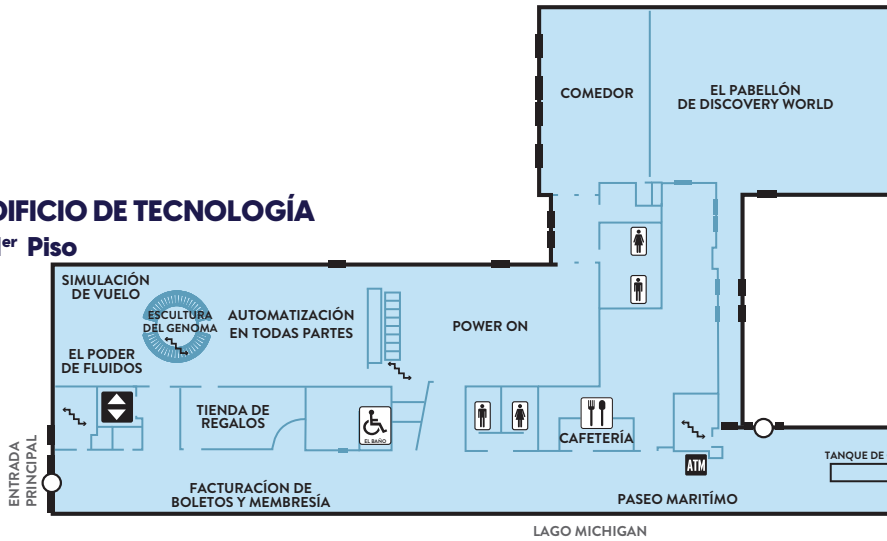 COMEDOR
EL PABELLÓN
DE DISCOVERY WORLD
DIFICIO DE TECNOLOGÍA
er Piso
SIMULACIÓN
DE VUELO
ESCULTURA
DEL GENOMA
AUTOMATIZACIÓN
EN TODAS PARTES
POWER ON
EL PODER
DE FLUIDOS
TIENDA DE
REGALOS
EL BAÑO
CAFETERÍA
ENTRADA
PRINCIPAL
FACTURACÍON DE
BOLETOS Y MEMBRESÍA
ATM
PASEO MARITÍMO
TANQUE DE
LAGO MICHIGAN